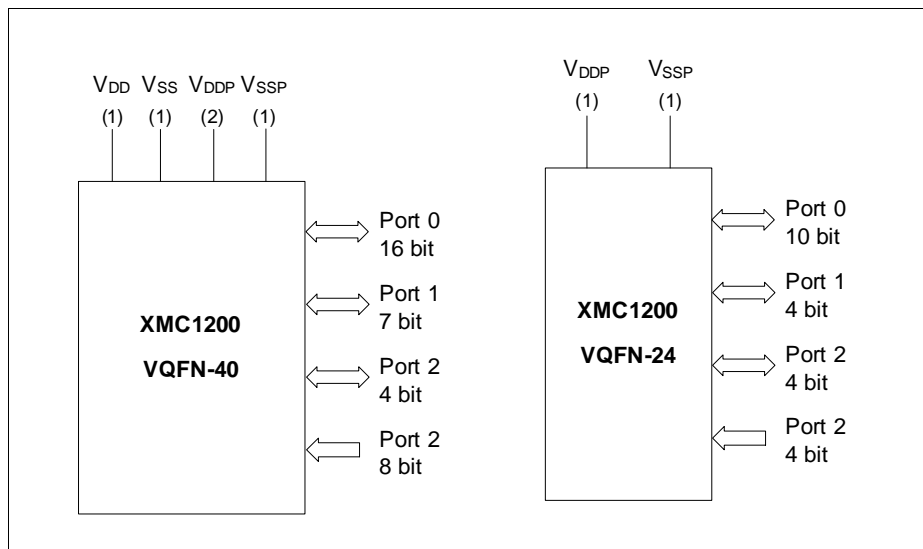 VDD VSS VDDP VSSP
(1) (1) (2) (1)
XMC1200
VQFN-40
Port 0
16 bit
Port 1
7 bit
Port 2
4 bit
Port 2
8 bit
VDDP VSSP
(1) (1)
XMC1200
VQFN-24
Port 0
10 bit
Port 1
4 bit
Port 2
4 bit
Port 2
4 bit